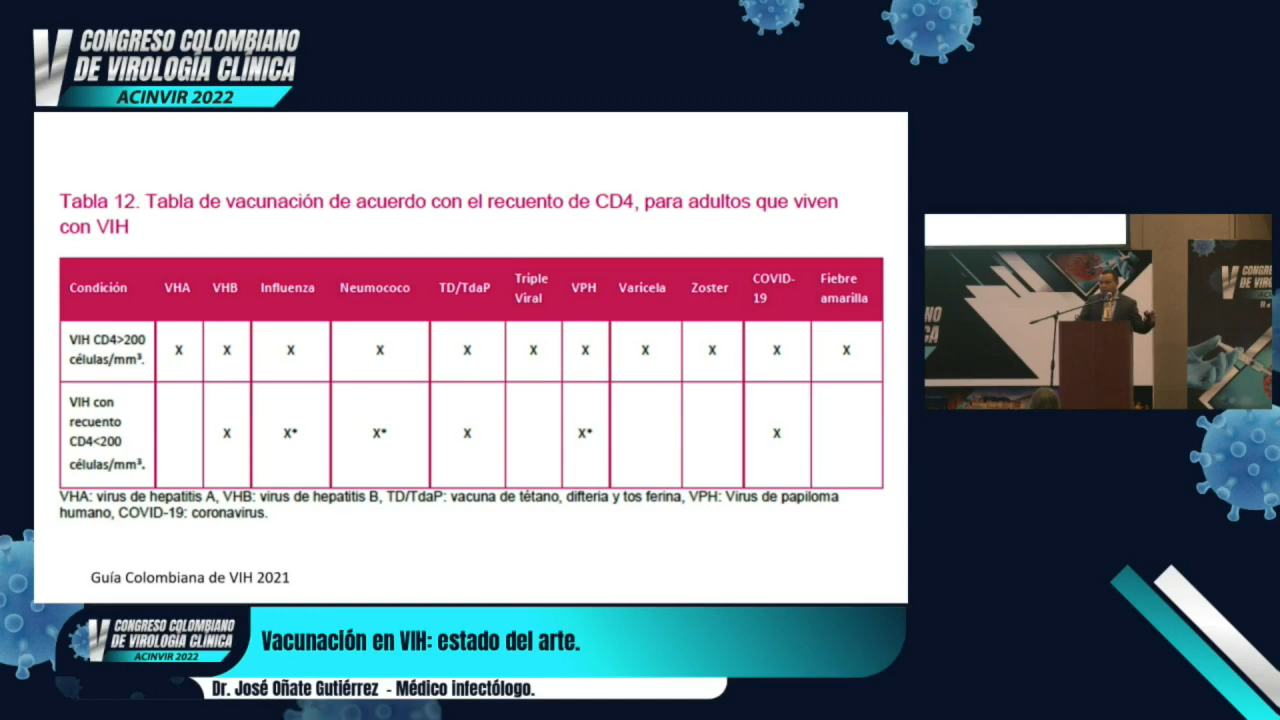 V CONGRESO COLOMBIANO
DE VIROLOGÍA CLÍNICA
ACINVIR 2022
Tabla 12. Tabla de vacunación de acuerdo con el recuento de CD4, para adultos que viven
con VIH
Condición VHA VHB Influenza Neumococo TD/TdaP Triple Viral VPH Varicela Zoster COVID-19 Fiebre amarilla
VIH CD4>200 células/mm³. X X X X X X X X X X X
VIH con recuento CD4<200 células/mm³. X X* X* X X* X
VHA: virus de hepatitis A, VHB: virus de hepatitis B, TD/TdaP: vacuna de tétano, difteria y tos ferina, VPH: Virus de papiloma
humano, COVID-19: coronavirus.
Guía Colombiana de VIH 2021
V CONGRESO COLOMBIANO
DE VIROLOGÍA CLÍNICA
ACINVIR 2022
Vacunación en VIH: estado del arte.
Dr. José Oñate Gutiérrez - Médico infectólogo.